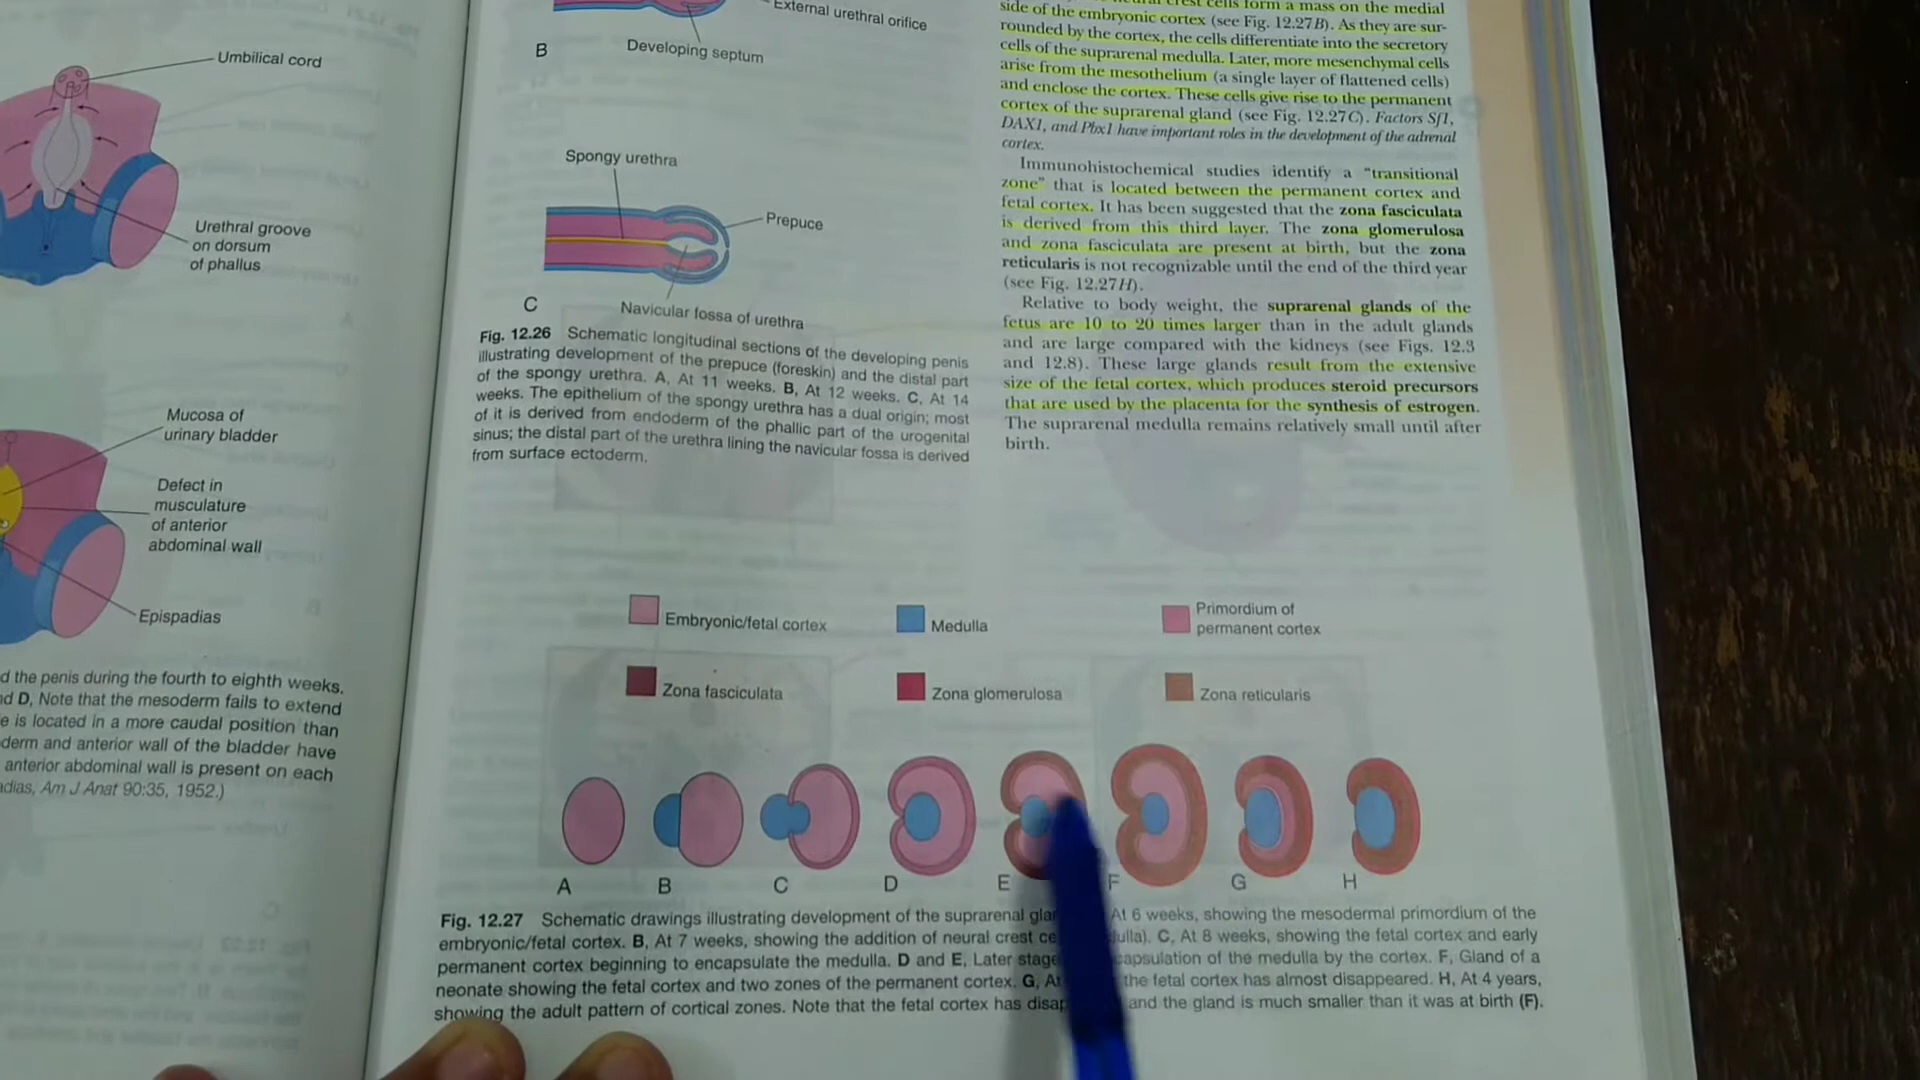 Umbilical cord
Urethral groove
on dorsum
of phallus
Mucosa of
urinary bladder
Defect in
musculature
of anterior
abdominal wall
Epispadias
d the penis during the fourth to eighth weeks.
d D, Note that the mesoderm fails to extend
e is located in a more caudal position than
derm and anterior wall of the bladder have
anterior abdominal wall is present on each
adias, Am J Anat 90:35, 1952.)
External urethral orifice
B
Developing septum
Spongy urethra
Prepuce
C
Navicular fossa of urethra
Fig. 12.26 Schematic longitudinal sections of the developing penis
illustrating development of the prepuce (foreskin) and the distal part
of the spongy urethra. A, At 11 weeks. B, At 12 weeks. C, At 14
weeks. The epithelium of the spongy urethra has a dual origin; most
of it is derived from endoderm of the phallic part of the urogenital
sinus; the distal part of the urethra lining the navicular fossa is derived
from surface ectoderm.
crest cells form a mass on the medial
side of the embryonic cortex (see Fig. 12.27B). As they are sur-
rounded by the cortex, the cells differentiate into the secretory
cells of the suprarenal medulla. Later, more mesenchymal cells
arise from the mesothelium (a single layer of flattened cells)
and enclose the cortex. These cells give rise to the permanent
cortex of the suprarenal gland (see Fig. 12.27C). Factors Sf1,
DAX1, and Pbx1 have important roles in the development of the adrenal
cortex.
Immunohistochemical studies identify a "transitional
zone" that is located between the permanent cortex and
fetal cortex. It has been suggested that the zona fasciculata
is derived from this third layer. The zona glomerulosa
and zona fasciculata are present at birth, but the zona
reticularis is not recognizable until the end of the third year
(see Fig. 12.27H).
Relative to body weight, the suprarenal glands of the
fetus are 10 to 20 times larger than in the adult glands
and are large compared with the kidneys (see Figs. 12.3
and 12.8). These large glands result from the extensive
size of the fetal cortex, which produces steroid precursors
that are used by the placenta for the synthesis of estrogen.
The suprarenal medulla remains relatively small until after
birth.
Embryonic/fetal cortex
Medulla
Primordium of
permanent cortex
Zona fasciculata
Zona glomerulosa
Zona reticularis
A B C D E F G H
Fig. 12.27 Schematic drawings illustrating development of the suprarenal At 6 weeks, showing the mesodermal primordium of the
embryonic/fetal cortex. B, At 7 weeks, showing the addition of neural crest C, At 8 weeks, showing the fetal cortex and early
permanent cortex beginning to encapsulate the medulla. D and E, Later of the medulla by the cortex. F, Gland of a
neonate showing the fetal cortex and two zones of the permanent cortex. G, the fetal cortex has almost disappeared. H, At 4 years,
showing the adult pattern of cortical zones. Note that the fetal cortex has and the gland is much smaller than it was at birth (F).